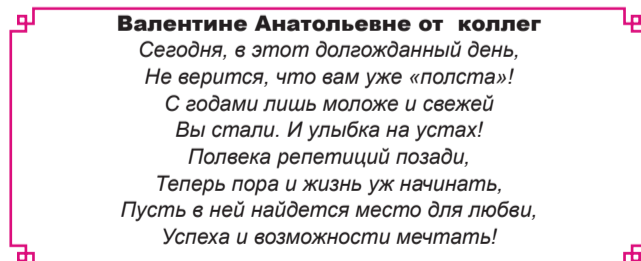 Валентине Анатольевне от коллег
Сегодня, в этот долгожданный день,
Не верится, что вам уже «полста»!
С годами лишь моложе и свежей
Вы стали. И улыбка на устах!
Полвека репетиций позади,
Теперь пора и жизнь уж начинать,
Пусть в ней найдется место для любви,
Успеха и возможности мечтать!